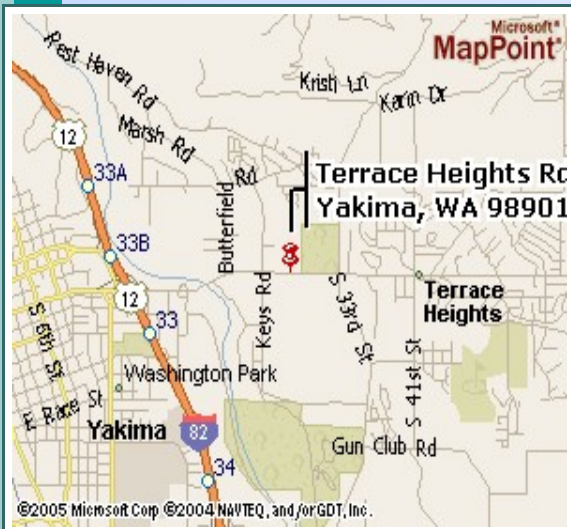 Microsoft®
MapPoint®
Rest Haven Rd
Krish Ln
Karin Dr
12
Marsh Rd
33A
Butterfield Rd
Terrace Heights Rd
Yakima, WA 98901
33B
12
33
Keys Rd
S 33rd St
Terrace
Heights
S 41st St
S 6th St
Washington Park
E Race St
Yakima
82
34
Gun Club Rd
©2005 Microsoft Corp ©2004 NAVTEQ, and/or GDT, Inc.